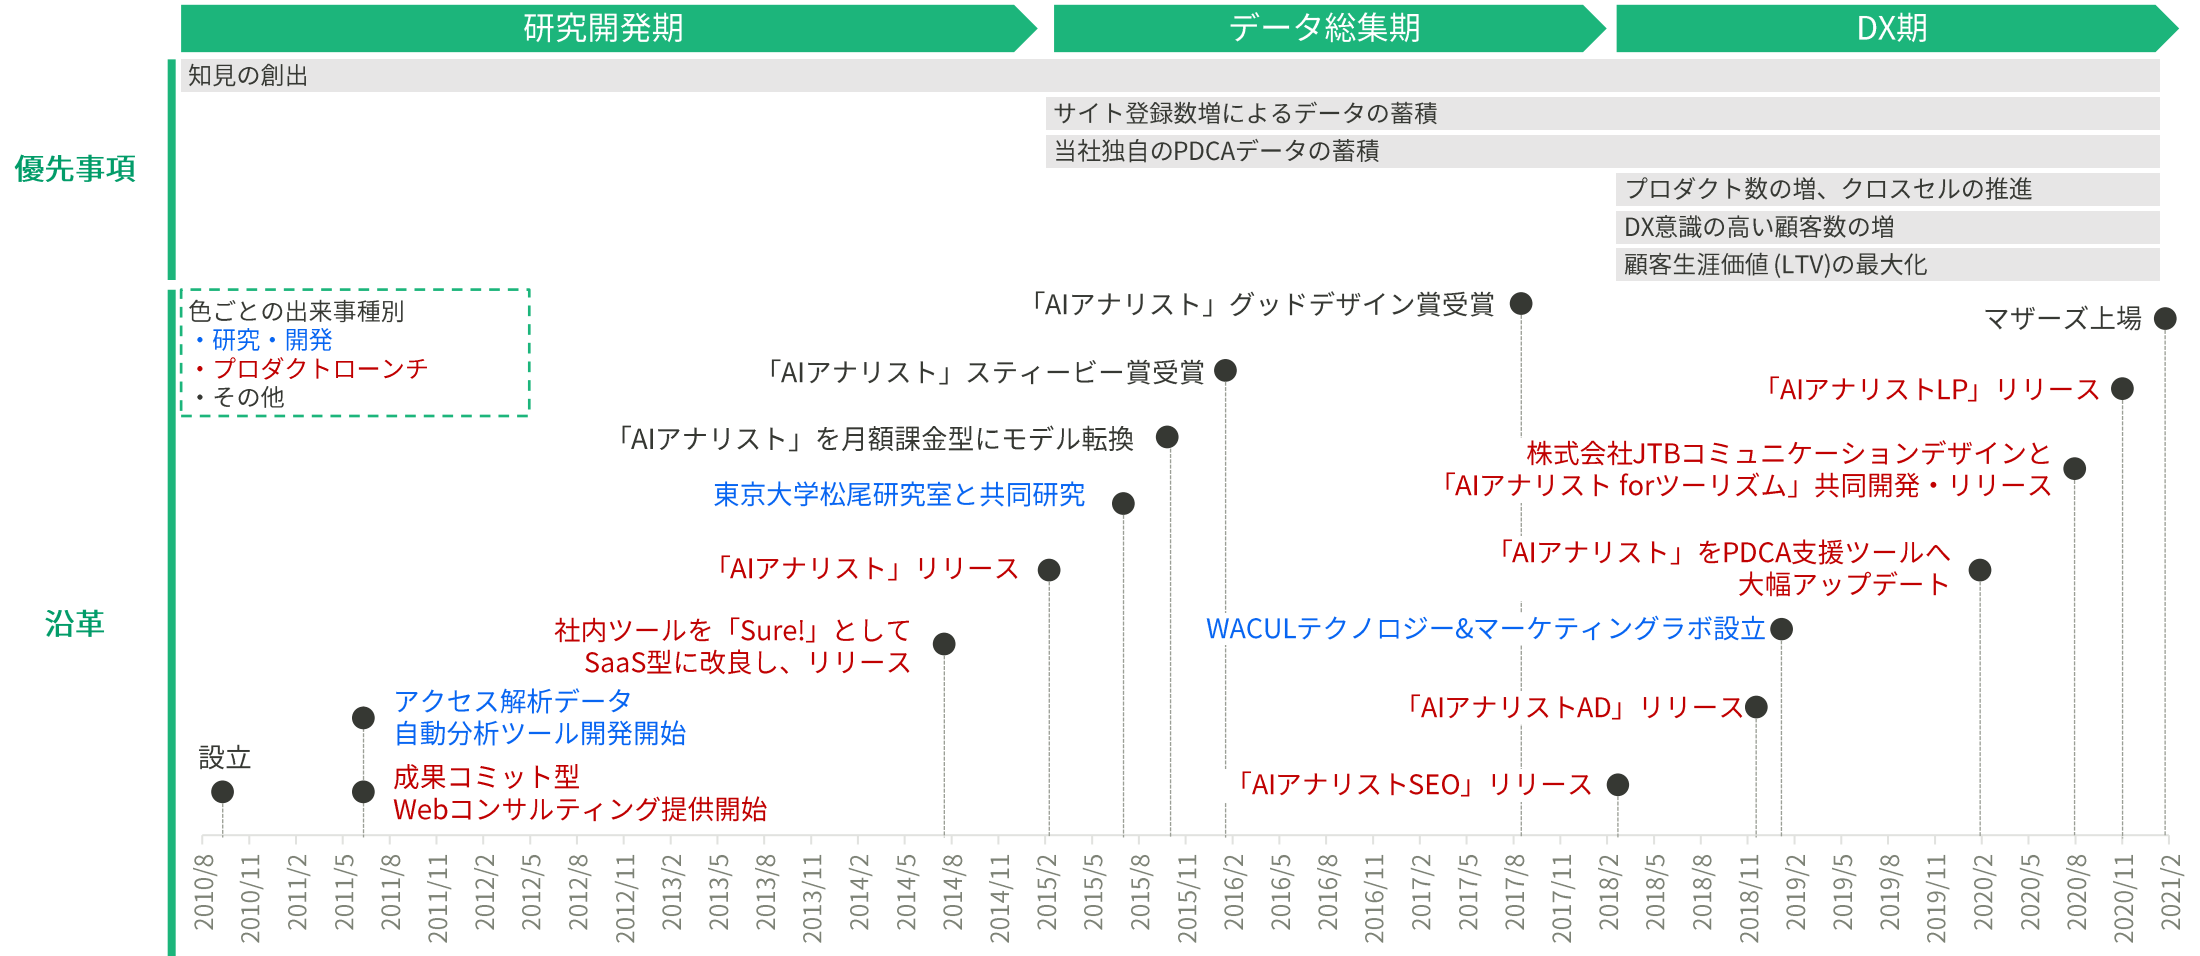 研究開発期
データ総集期
DX期
優先事項
知見の創出
サイト登録数増によるデータの蓄積
当社独自のPDCAデータの蓄積
プロダクト数の増、クロスセルの推進
DX意識の高い顧客数の増
顧客生涯価値 (LTV)の最大化
沿革
色ごとの出来事種別
・研究・開発
・プロダクトローンチ
・その他
「AIアナリスト」グッドデザイン賞受賞
マザーズ上場
「AIアナリスト」スティービー賞受賞
「AIアナリストLP」リリース
「AIアナリスト」を月額課金型にモデル転換
株式会社JTBコミュニケーションデザインと
「AIアナリスト forツーリズム」共同開発・リリース
東京大学松尾研究室と共同研究
「AIアナリスト」をPDCA支援ツールへ
大幅アップデート
「AIアナリスト」リリース
社内ツールを「Sure!」として
SaaS型に改良し、リリース
WACULテクノロジー&マーケティングラボ設立
アクセス解析データ
自動分析ツール開発開始
「AIアナリストAD」リリース
設立
成果コミット型
Webコンサルティング提供開始
「AIアナリストSEO」リリース
2010/8
2010/11
2011/2
2011/5
2011/8
2011/11
2012/2
2012/5
2012/8
2012/11
2013/2
2013/5
2013/8
2013/11
2014/2
2014/5
2014/8
2014/11
2015/2
2015/5
2015/8
2015/11
2016/2
2016/5
2016/8
2016/11
2017/2
2017/5
2017/8
2017/11
2018/2
2018/5
2018/8
2018/11
2019/2
2019/5
2019/8
2019/11
2020/2
2020/5
2020/8
2020/11
2021/2